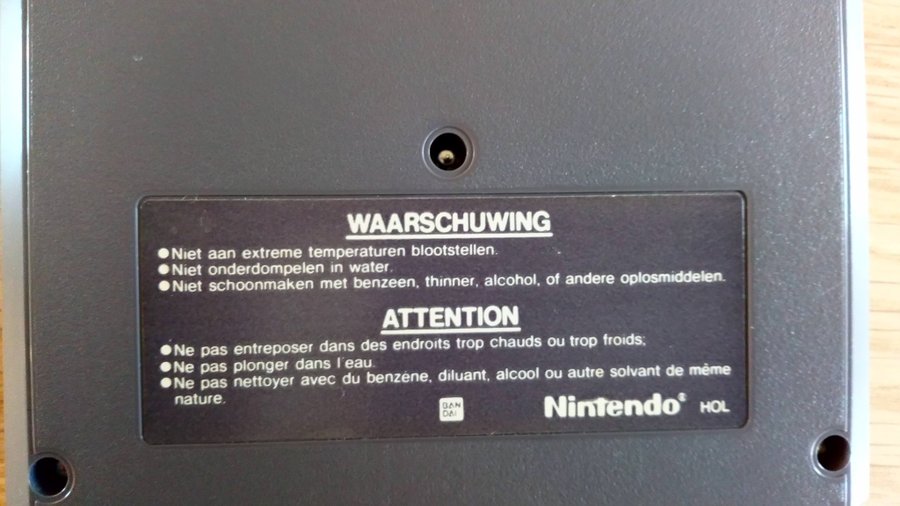 WAARSCHUWING
●Niet aan extreme temperaturen blootstellen.
●Niet onderdompelen in water.
●Niet schoonmaken met benzeen, thinner, alcohol, of andere oplosmiddelen.
ATTENTION
●Ne pas entreposer dans des endroits trop chauds ou trop froids;
●Ne pas plonger dans l'eau.
●Ne pas nettoyer avec du benzène, diluant, alcool ou autre solvant de même
nature.
BAN
DAI
Nintendo® HOL